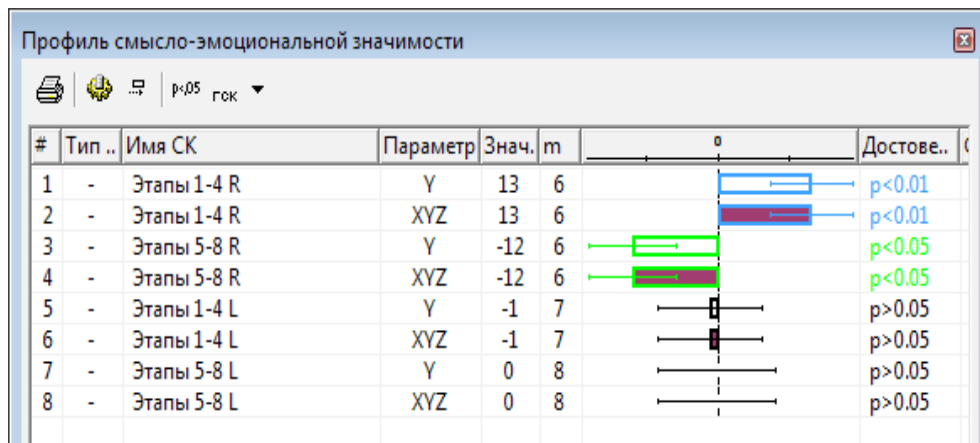 Профиль смысло-эмоциональной значимости
p<,05 ГСК
# Тип .. Имя СК Параметр Знач. m 0 Достове..
1 - Этапы 1-4 R Y 13 6 p<0.01
2 - Этапы 1-4 R XYZ 13 6 p<0.01
3 - Этапы 5-8 R Y -12 6 p<0.05
4 - Этапы 5-8 R XYZ -12 6 p<0.05
5 - Этапы 1-4 L Y -1 7 p>0.05
6 - Этапы 1-4 L XYZ -1 7 p>0.05
7 - Этапы 5-8 L Y 0 8 p>0.05
8 - Этапы 5-8 L XYZ 0 8 p>0.05